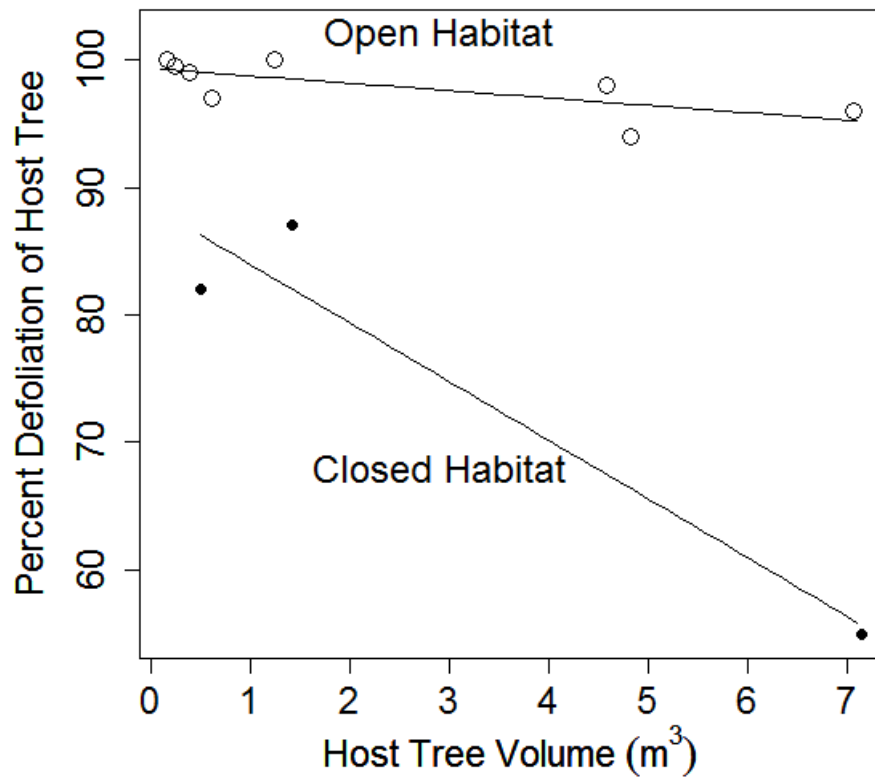 Open Habitat
Percent Defoliation of Host Tree
100
90
80
70
60
Closed Habitat
0 1 2 3 4 5 6 7
Host Tree Volume (m³)